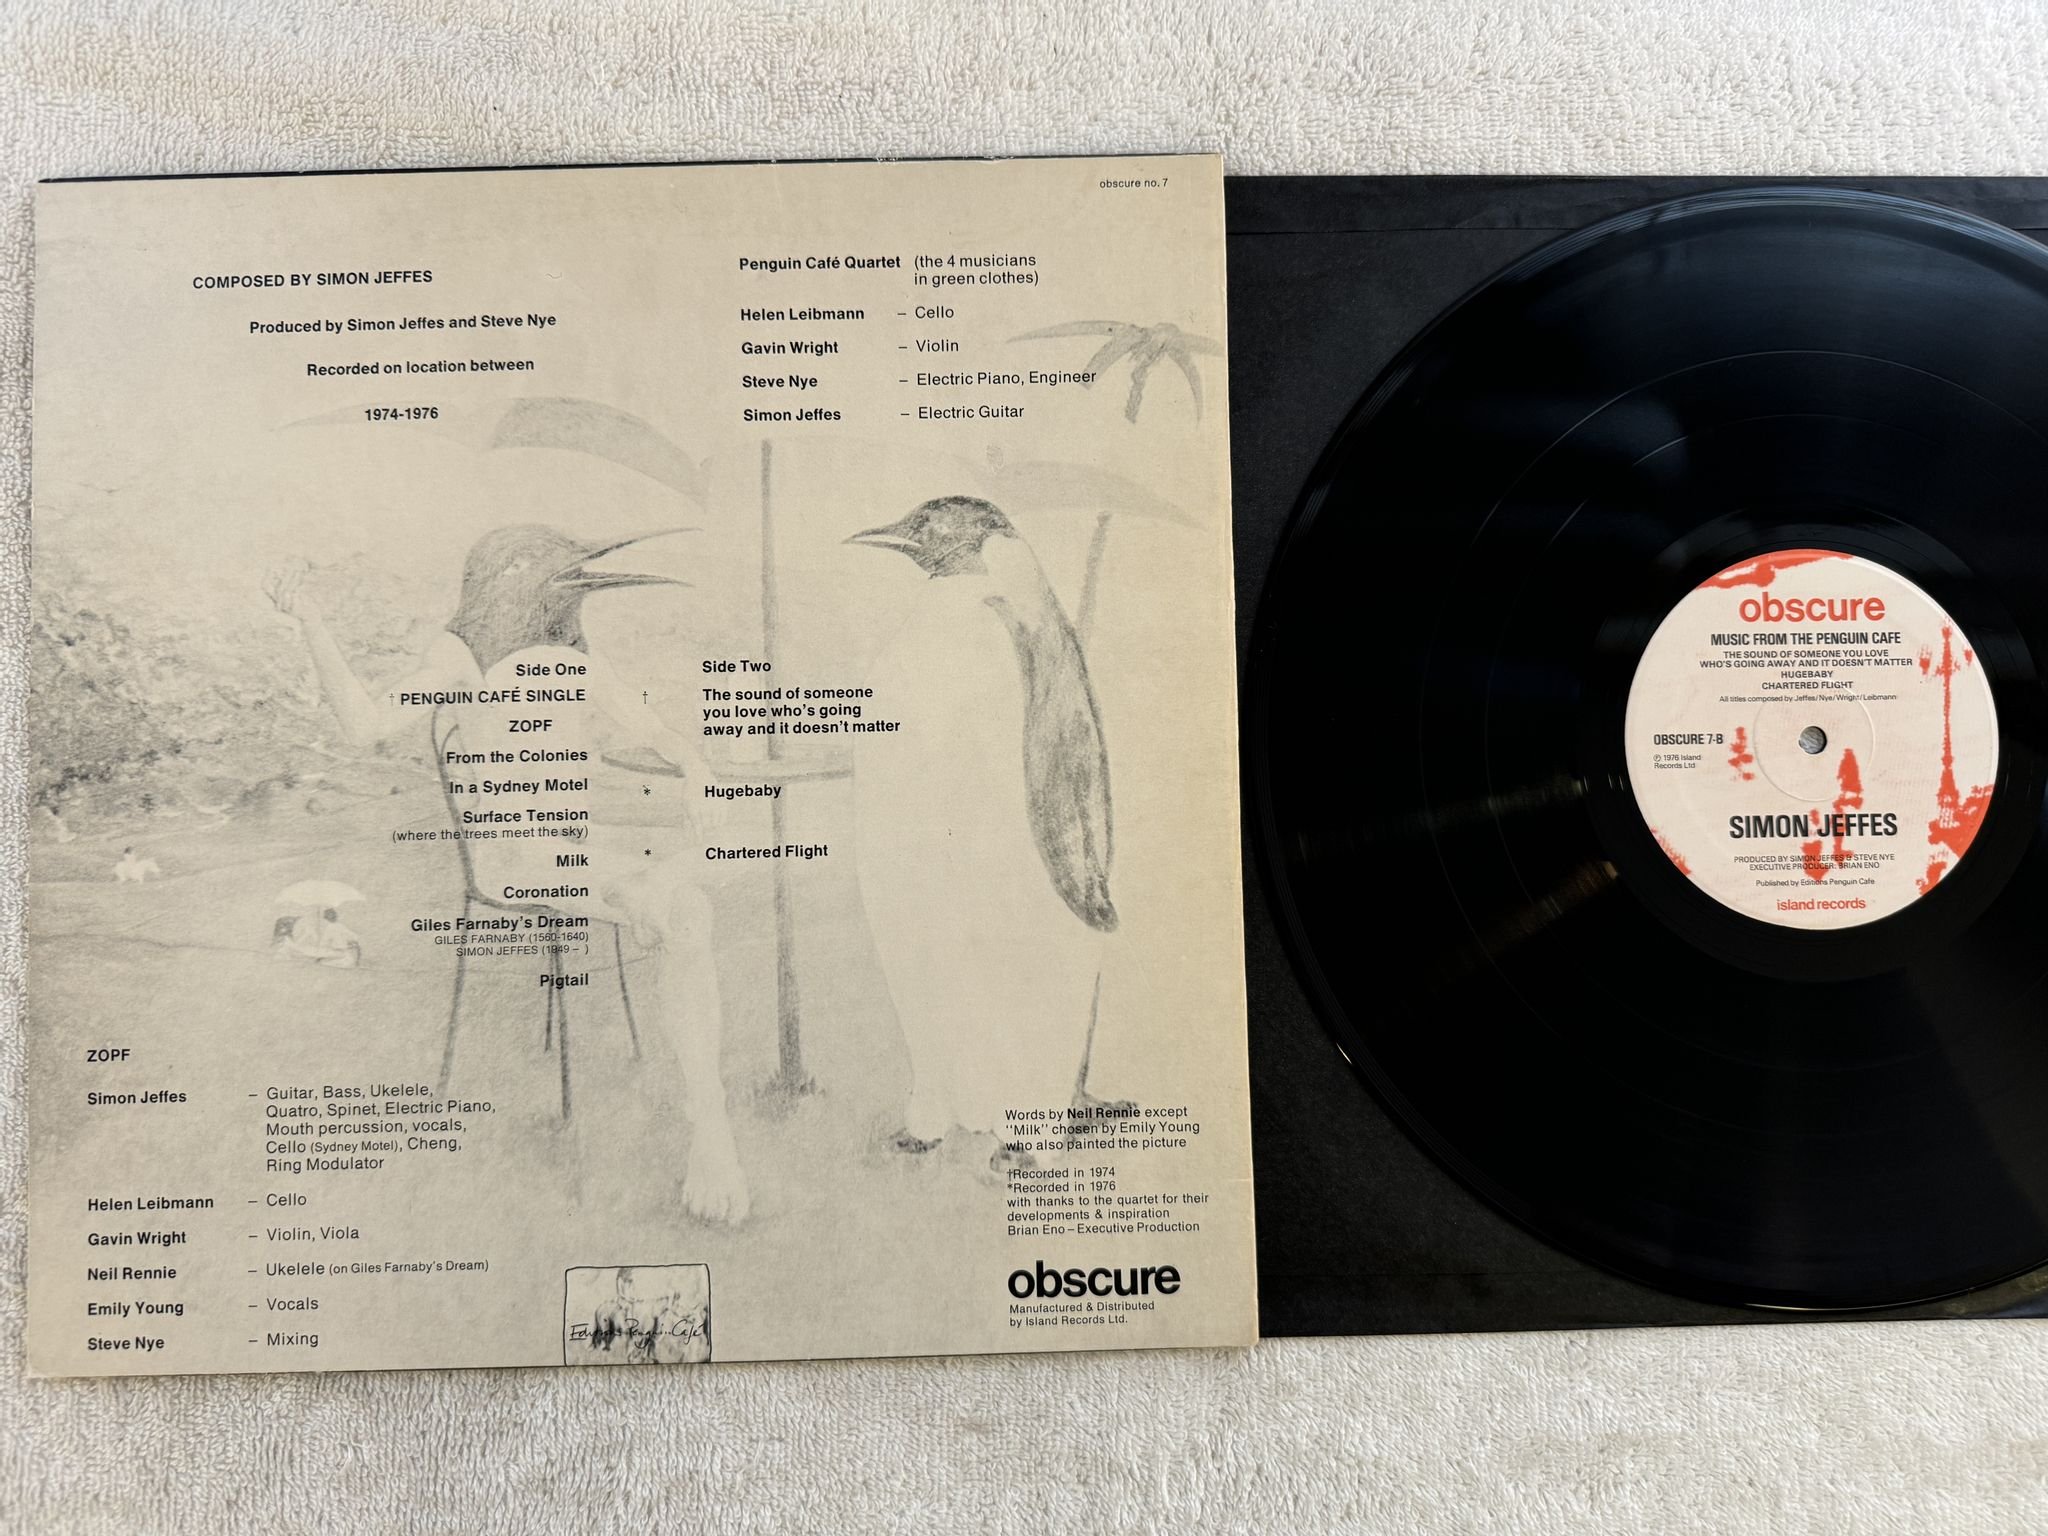 obscure no. 7
COMPOSED BY SIMON JEFFES
Produced by Simon Jeffes and Steve Nye
Recorded on location between
1974-1976
Penguin Café Quartet (the 4 musicians
in green clothes)
Helen Leibmann – Cello
Gavin Wright – Violin
Steve Nye – Electric Piano, Engineer
Simon Jeffes – Electric Guitar
Side One
† PENGUIN CAFÉ SINGLE
ZOPF
From the Colonies
In a Sydney Motel
Surface Tension
(where the trees meet the sky)
Milk
Coronation
Giles Farnaby's Dream
GILES FARNABY (1560-1640)
SIMON JEFFES (1949 – )
Pigtail
Side Two
† The sound of someone
you love who's going
away and it doesn't matter
* Hugebaby
* Chartered Flight
ZOPF
Simon Jeffes – Guitar, Bass, Ukelele,
Quatro, Spinet, Electric Piano,
Mouth percussion, vocals,
Cello (Sydney Motel), Cheng,
Ring Modulator
Helen Leibmann – Cello
Gavin Wright – Violin, Viola
Neil Rennie – Ukelele (on Giles Farnaby's Dream)
Emily Young – Vocals
Steve Nye – Mixing
Editions Penguin Café
Words by Neil Rennie except
"Milk" chosen by Emily Young
who also painted the picture
†Recorded in 1974
*Recorded in 1976
with thanks to the quartet for their
developments & inspiration
Brian Eno – Executive Production
obscure
Manufactured & Distributed
by Island Records Ltd.
obscure
MUSIC FROM THE PENGUIN CAFE
THE SOUND OF SOMEONE YOU LOVE
WHO'S GOING AWAY AND IT DOESN'T MATTER
HUGEBABY
CHARTERED FLIGHT
All titles composed by Jeffes/Nye/Wright/Leibmann
OBSCURE 7-B
℗ 1976 Island
Records Ltd
SIMON JEFFES
PRODUCED BY SIMON JEFFES & STEVE NYE
EXECUTIVE PRODUCER: BRIAN ENO
Published by Editions Penguin Cafe
island records